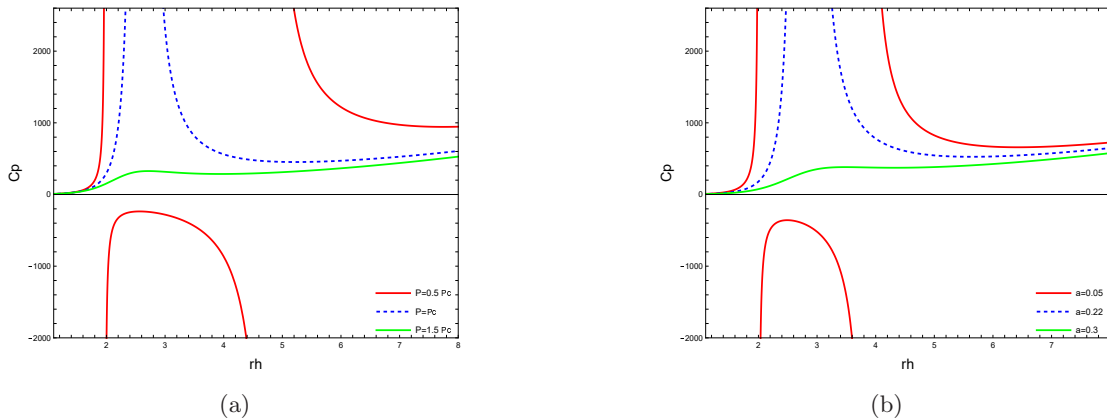 2000
1000
0
-1000
-2000
Cp
2 3 4 5 6 7 8
rh
P=0.5 Pc
P=Pc
P=1.5 Pc
(a)
2000
1000
0
-1000
-2000
Cp
2 3 4 5 6 7
rh
a=0.05
a=0.22
a=0.3
(b)